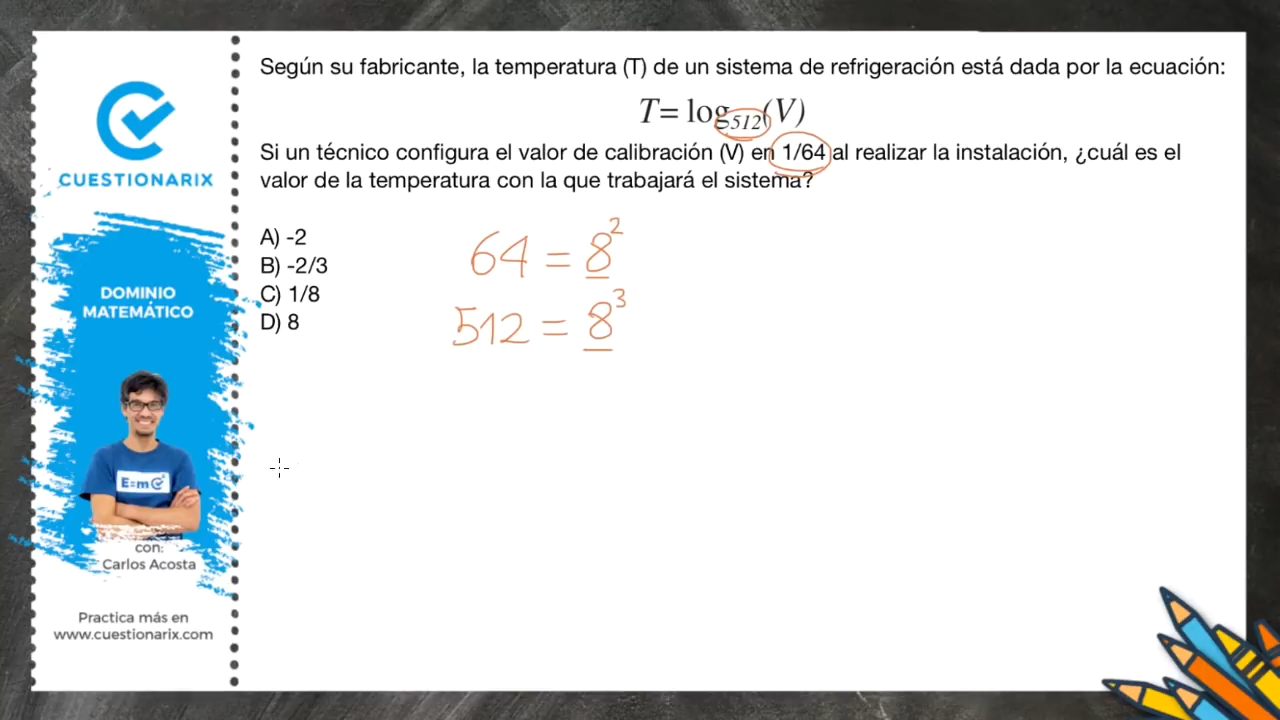 Según su fabricante, la temperatura (T) de un sistema de refrigeración está dada por la ecuación:
T= log₅₁₂(V)
Si un técnico configura el valor de calibración (V) en 1/64 al realizar la instalación, ¿cuál es el
valor de la temperatura con la que trabajará el sistema?
A) -2
B) -2/3
C) 1/8
D) 8
64 = 8²
512 = 8³
CUESTIONARIX
DOMINIO
MATEMÁTICO
E=m
con:
Carlos Acosta
Practica más en
www.cuestionarix.com